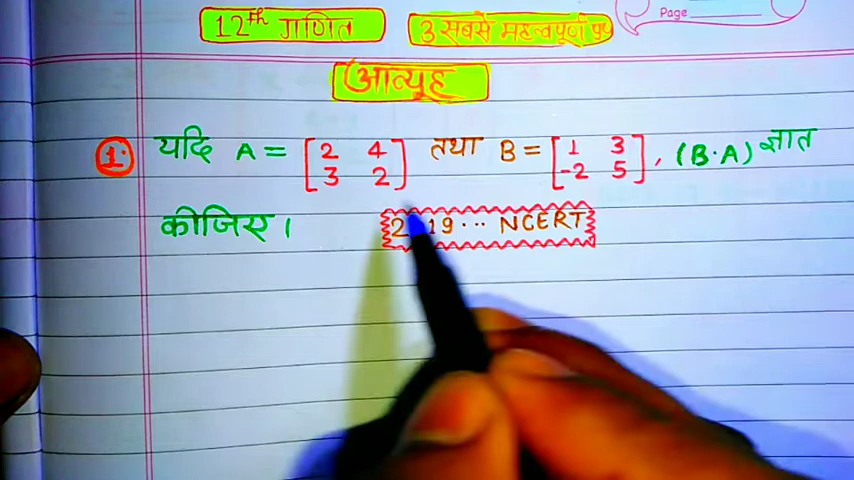 Page
12th गणित 3 सबसे महत्वपूर्ण
आव्यूह
1. यदि A = [2 4 तथा B = [1 3 , (B·A) ज्ञात
3 2] -2 5]
कीजिए। 19... NCERT